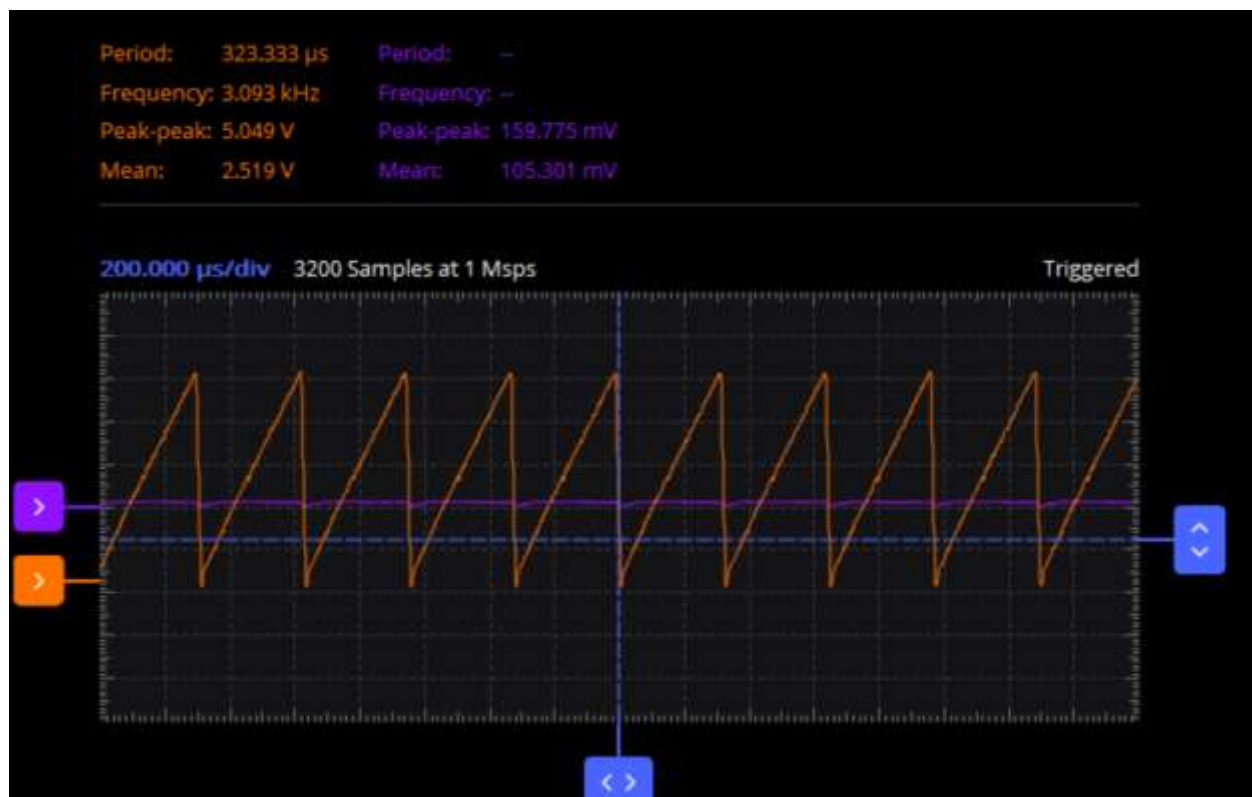 Period: 323.333 µs Period: --
Frequency: 3.093 kHz Frequency: --
Peak-peak: 5.049 V Peak-peak: 159.775 mV
Mean: 2.519 V Mean: 105.301 mV
200.000 µs/div 3200 Samples at 1 Msps Triggered